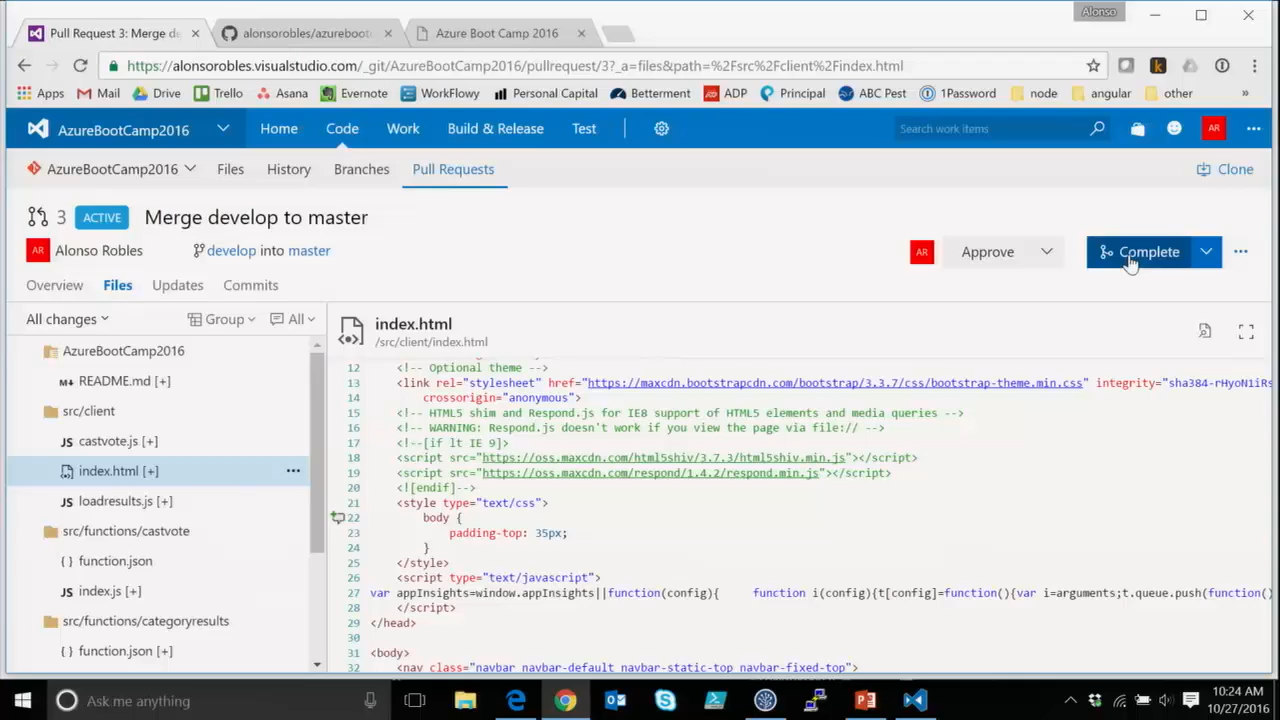 Alonso
Pull Request 3: Merge de
alonsorobles/azureboot
Azure Boot Camp 2016
https://alonsorobles.visualstudio.com/_git/AzureBootCamp2016/pullrequest/3?_a=files&path=%2Fsrc%2Fclient%2Findex.html
Apps Mail Drive Trello Asana Evernote WorkFlowy Personal Capital Betterment ADP Principal ABC Pest 1Password node angular other »
AzureBootCamp2016 Home Code Work Build & Release Test Search work items AR
AzureBootCamp2016 Files History Branches Pull Requests Clone
3 ACTIVE Merge develop to master
AR Alonso Robles develop into master AR Approve Complete
Overview Files Updates Commits
All changes Group All
index.html
/src/client/index.html
AzureBootCamp2016
README.md [+]
src/client
castvote.js [+]
index.html [+]
loadresults.js [+]
src/functions/castvote
function.json
index.js [+]
src/functions/categoryresults
function.json [+]
12 <!-- Optional theme -->
13 <link rel="stylesheet" href="https://maxcdn.bootstrapcdn.com/bootstrap/3.3.7/css/bootstrap-theme.min.css" integrity="sha384-rHyoN1iRs
14 crossorigin="anonymous">
15 <!-- HTML5 shim and Respond.js for IE8 support of HTML5 elements and media queries -->
16 <!-- WARNING: Respond.js doesn't work if you view the page via file:// -->
17 <!--[if lt IE 9]>
18 <script src="https://oss.maxcdn.com/html5shiv/3.7.3/html5shiv.min.js"></script>
19 <script src="https://oss.maxcdn.com/respond/1.4.2/respond.min.js"></script>
20 <![endif]-->
21 <style type="text/css">
22 body {
23 padding-top: 35px;
24 }
25 </style>
26 <script type="text/javascript">
27 var appInsights=window.appInsights||function(config){ function i(config){t[config]=function(){var i=arguments;t.queue.push(function()
28 </script>
29 </head>
30
31 <body>
32 <nav class="navbar navbar-default navbar-static-top navbar-fixed-top">
Ask me anything
10:24 AM
10/27/2016